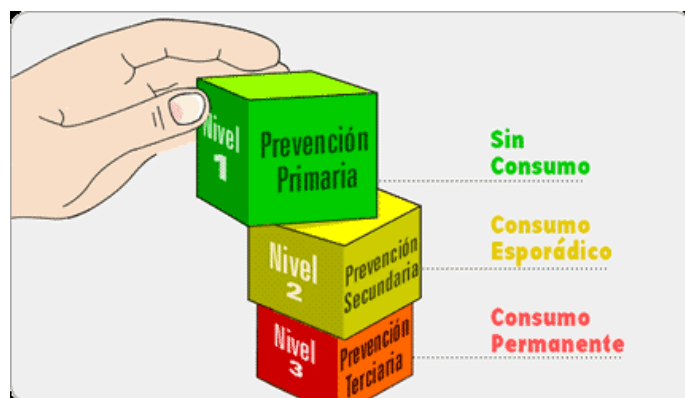 Nivel
1
Prevención
Primaria
Sin
Consumo
Nivel
2
Prevención
Secundaria
Consumo
Esporádico
Nivel
3
Prevención
Terciaria
Consumo
Permanente